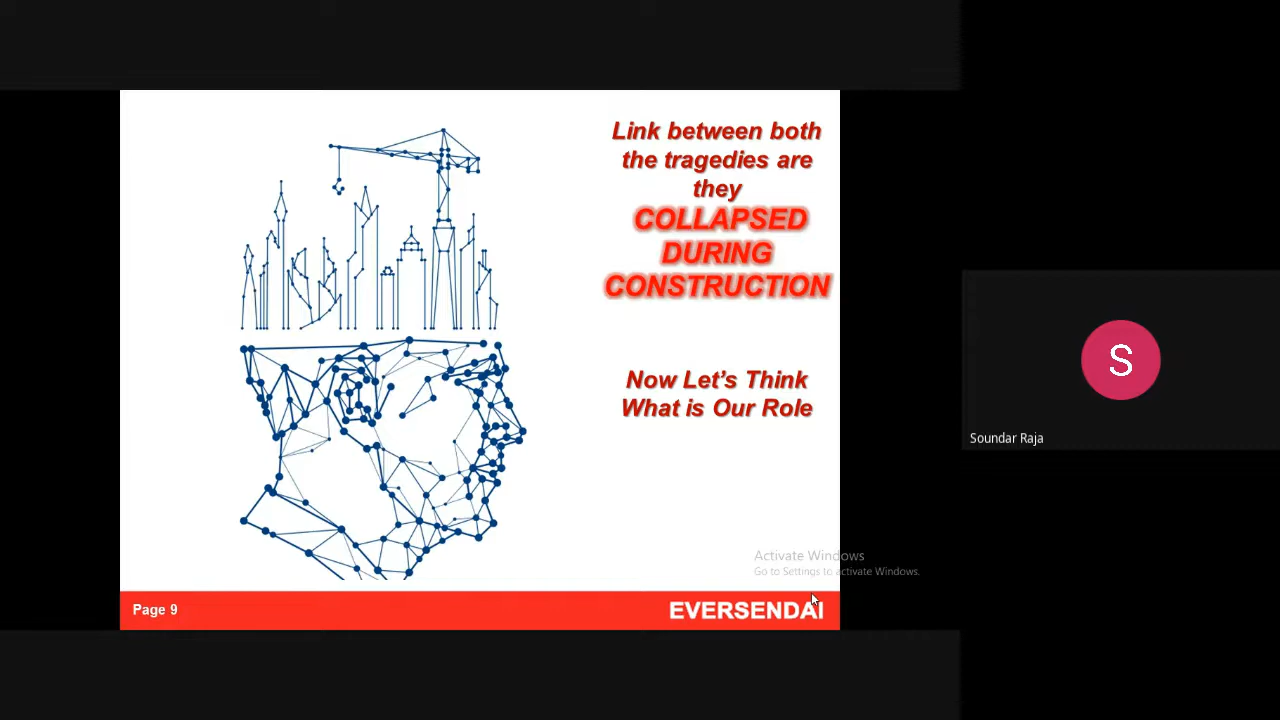 Link between both
the tragedies are
they
COLLAPSED
DURING
CONSTRUCTION
Now Let's Think
What is Our Role
Activate Windows
Go to Settings to activate Windows.
Page 9
EVERSENDAI
S
Soundar Raja